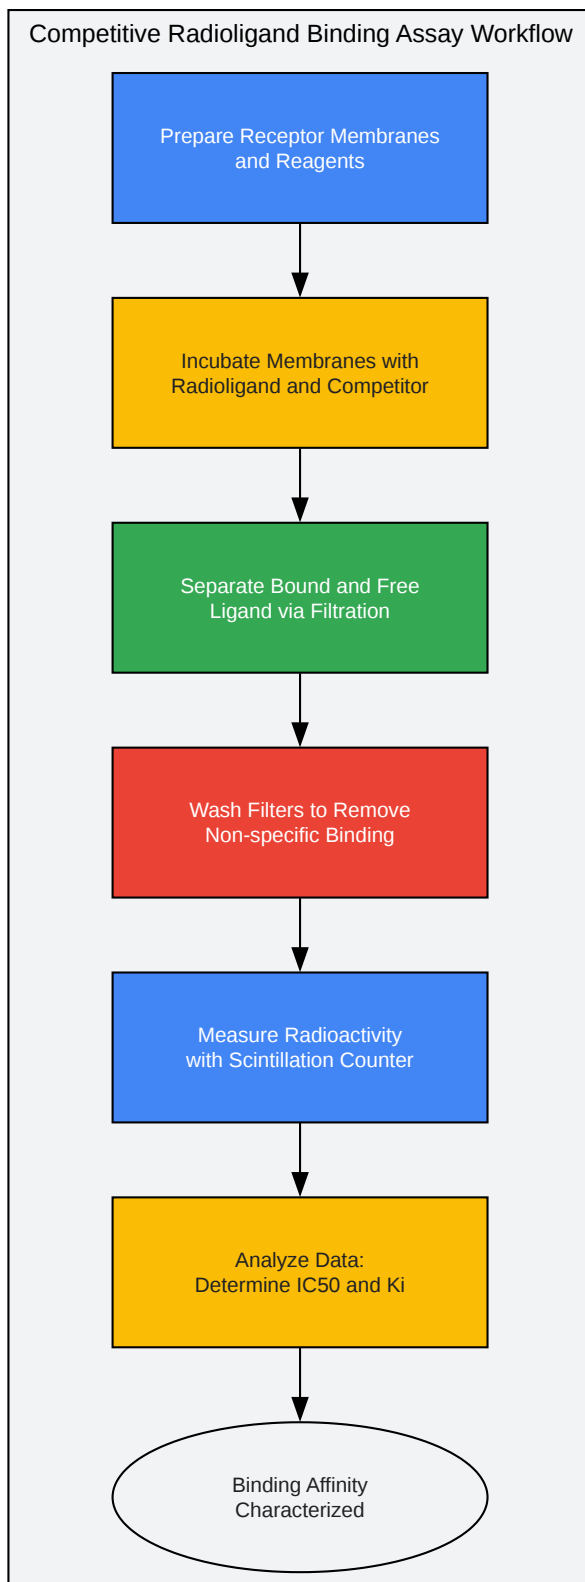 Competitive Radioligand Binding Assay Workflow
Prepare Receptor Membranes
and Reagents
Incubate Membranes with
Radioligand and Competitor
Separate Bound and Free
Ligand via Filtration
Wash Filters to Remove
Non-specific Binding
Measure Radioactivity
with Scintillation Counter
Analyze Data:
Determine IC50 and Ki
Binding Affinity
Characterized